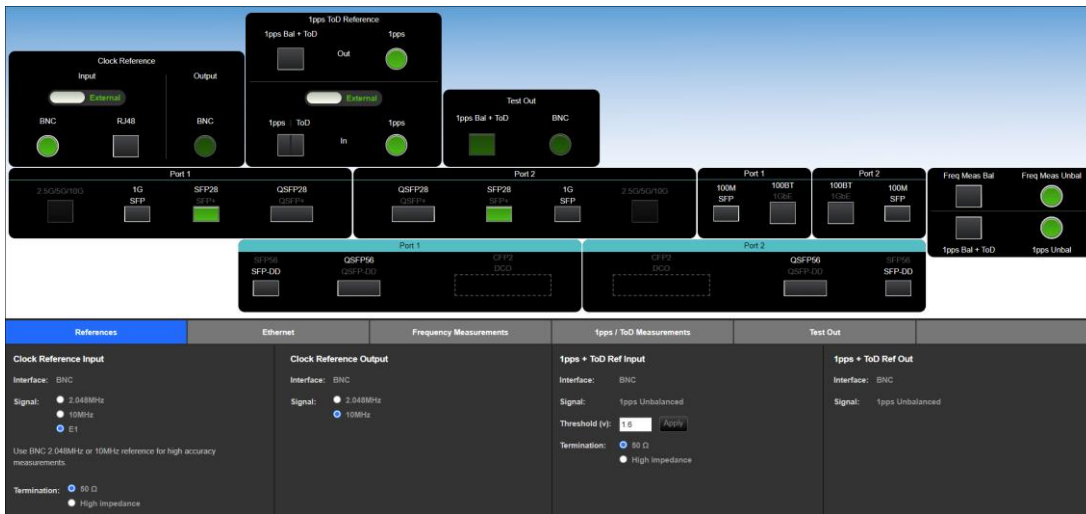 1pps ToD Reference
1pps Bal + ToD
1pps
Out
External
1pps | ToD
In
1pps
Clock Reference
Input
Output
External
BNC
RJ48
BNC
Test Out
1pps Bal + ToD
BNC
Port 1
2.5G/5G/10G
1G
SFP
SFP28
SFP+
QSFP28
QSFP+
Port 2
QSFP28
QSFP+
SFP28
SFP+
1G
SFP
2.5G/5G/10G
Port 1
100M
SFP
100BT
1GbE
Port 2
100BT
1GbE
100M
SFP
Freq Meas Bal
Freq Meas Unbal
1pps Bal + ToD
1pps Unbal
Port 1
SFP56
SFP-DD
QSFP56
QSFP-DD
CFP2
DCO
Port 2
CFP2
DCO
QSFP56
QSFP-DD
SFP56
SFP-DD
References
Ethernet
Frequency Measurements
1pps / ToD Measurements
Test Out
Clock Reference Input
Interface: BNC
Signal: 2.048MHz
10MHz
E1
Use BNC 2.048MHz or 10MHz reference for high accuracy
measurements.
Termination: 50 Ω
High impedance
Clock Reference Output
Interface: BNC
Signal: 2.048MHz
10MHz
1pps + ToD Ref Input
Interface: BNC
Signal: 1pps Unbalanced
Threshold (v): 1.6 Apply
Termination: 50 Ω
High impedance
1pps + ToD Ref Out
Interface: BNC
Signal: 1pps Unbalanced